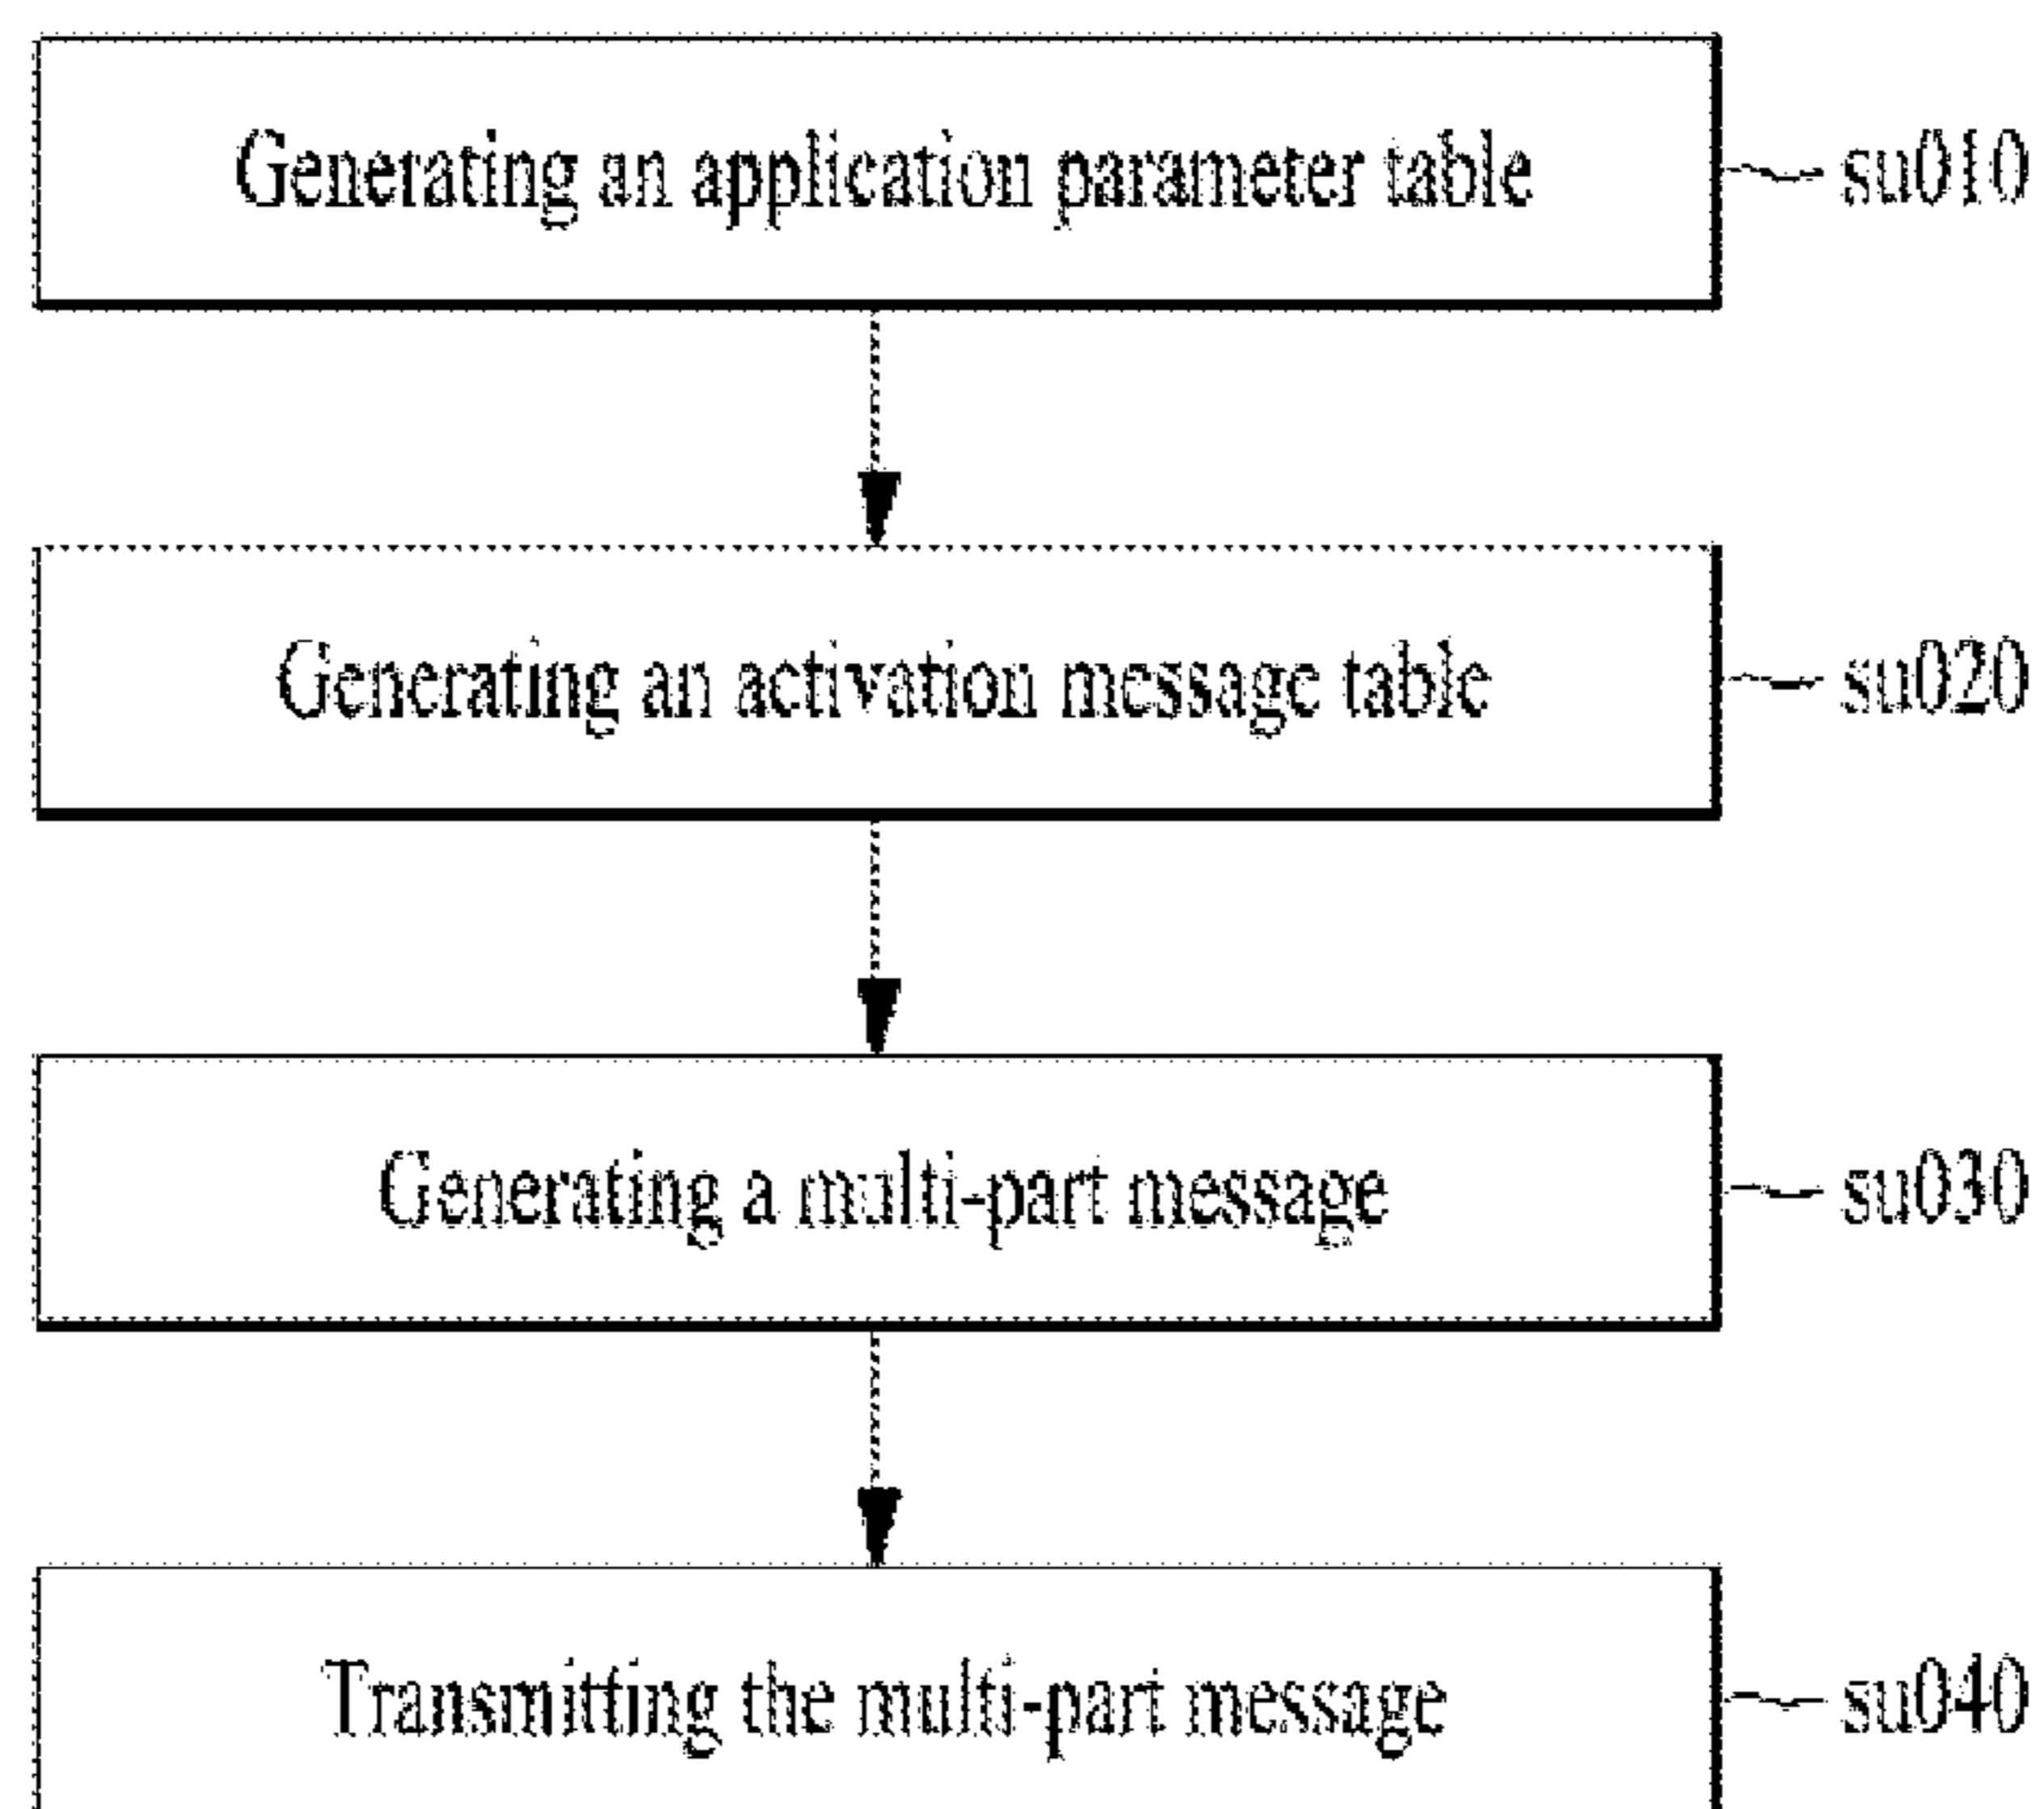 Generating an application parameter table
su010
Generating an activation message table
su020
Generating a multi-part message
su030
Transmitting the multi-part message
su040